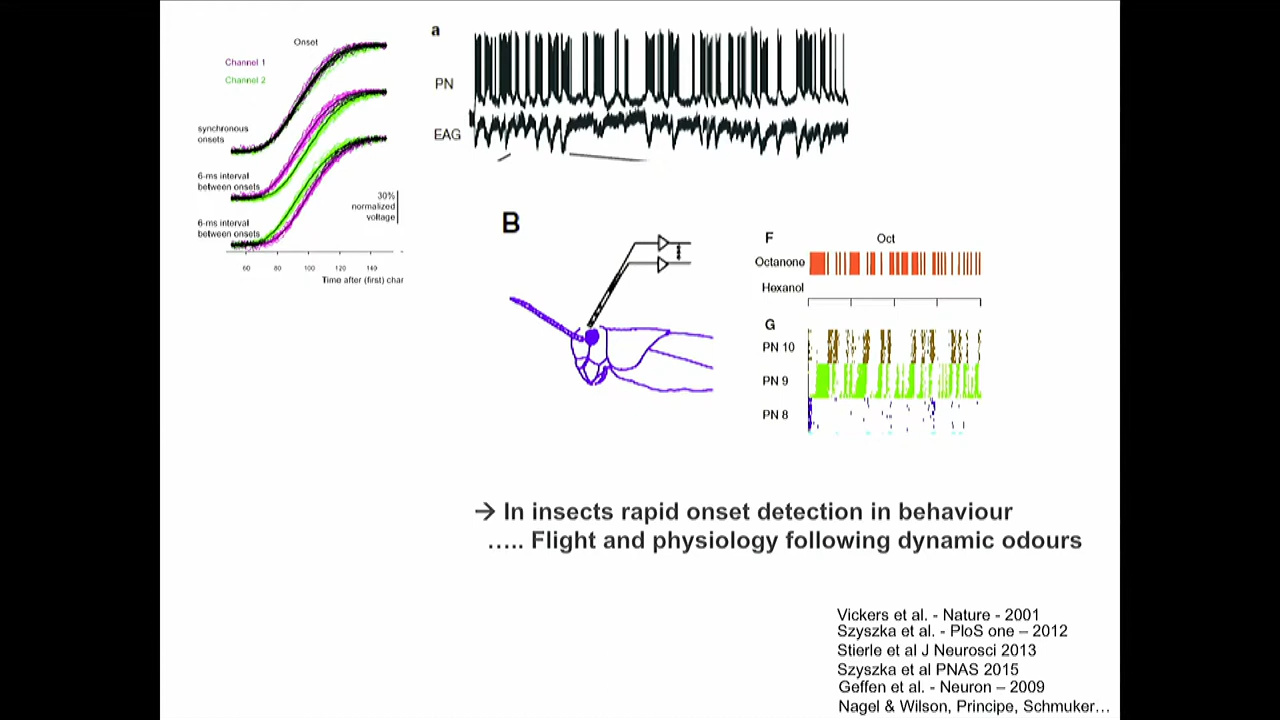 Onset
Channel 1
Channel 2
synchronous
onsets
6-ms interval
between onsets
6-ms interval
between onsets
30%
normalized
voltage
60 80 100 120 140
Time after (first) char
a
PN
EAG
B
F Oct
Octanone
Hexanol
G
PN 10
PN 9
PN 8
→ In insects rapid onset detection in behaviour
….. Flight and physiology following dynamic odours
Vickers et al. - Nature - 2001
Szyszka et al. - PloS one – 2012
Stierle et al J Neurosci 2013
Szyszka et al PNAS 2015
Geffen et al. - Neuron – 2009
Nagel & Wilson, Principe, Schmuker…